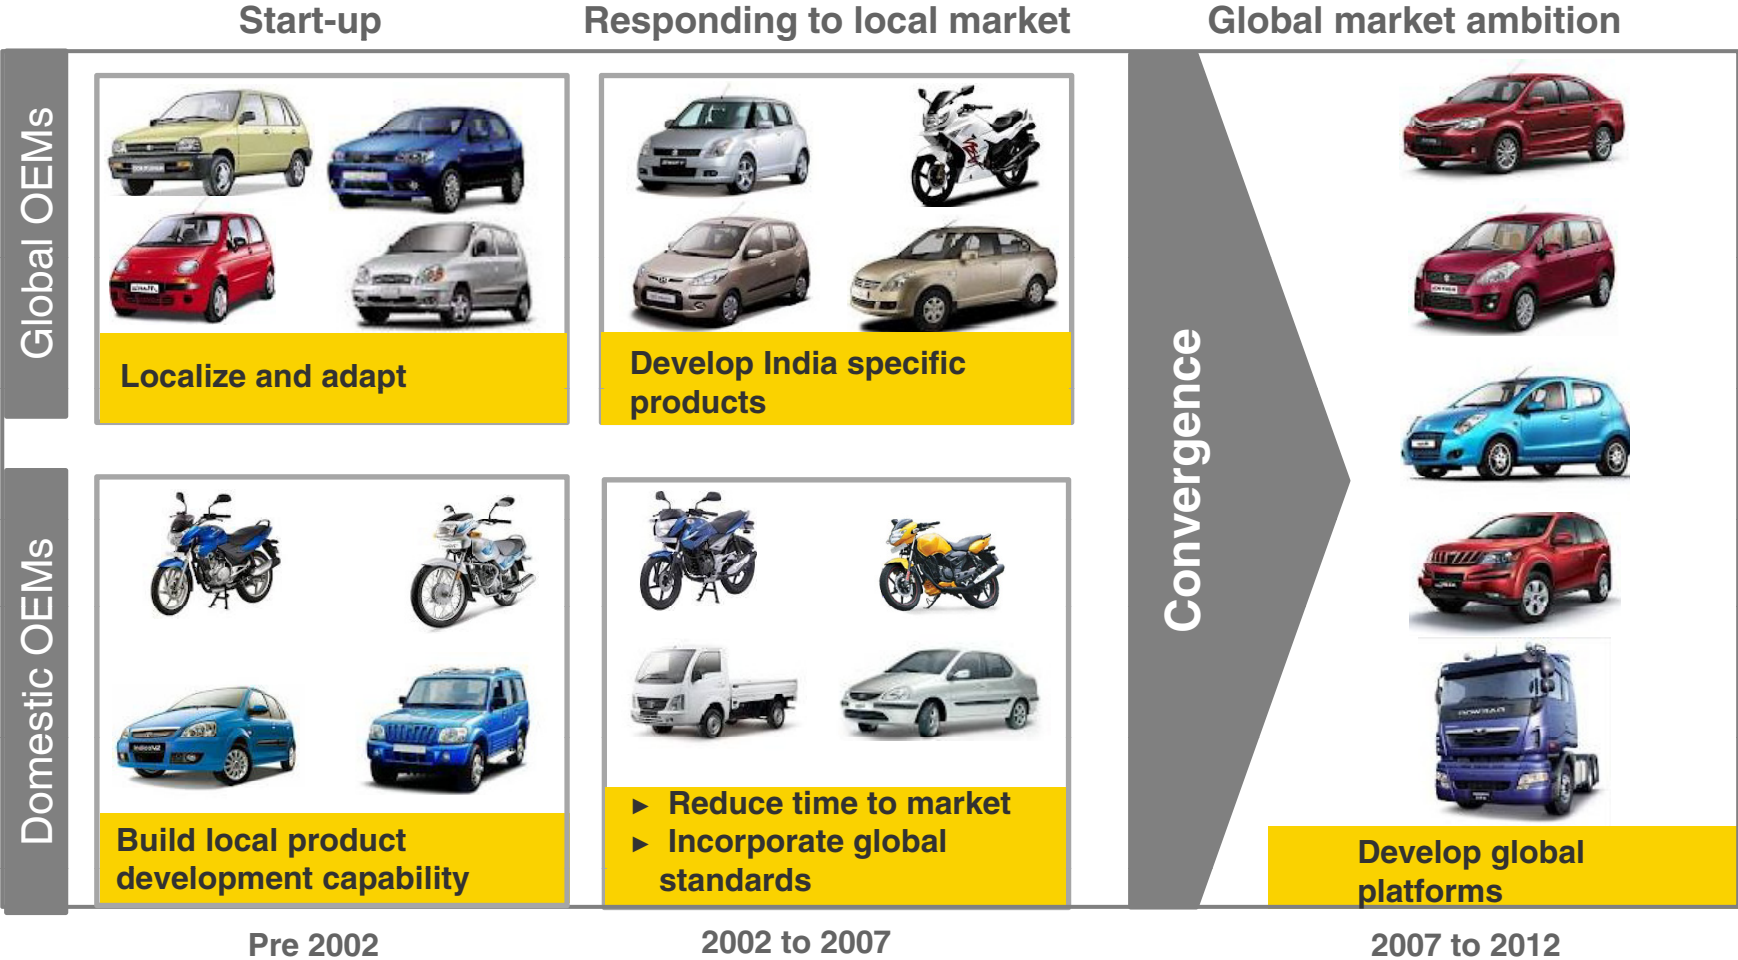 Start-up
Responding to local market
Global market ambition
Global OEMs
Localize and adapt
Develop India specific
products
Convergence
Domestic OEMs
Build local product
development capability
► Reduce time to market
► Incorporate global
standards
Develop global
platforms
Pre 2002
2002 to 2007
2007 to 2012